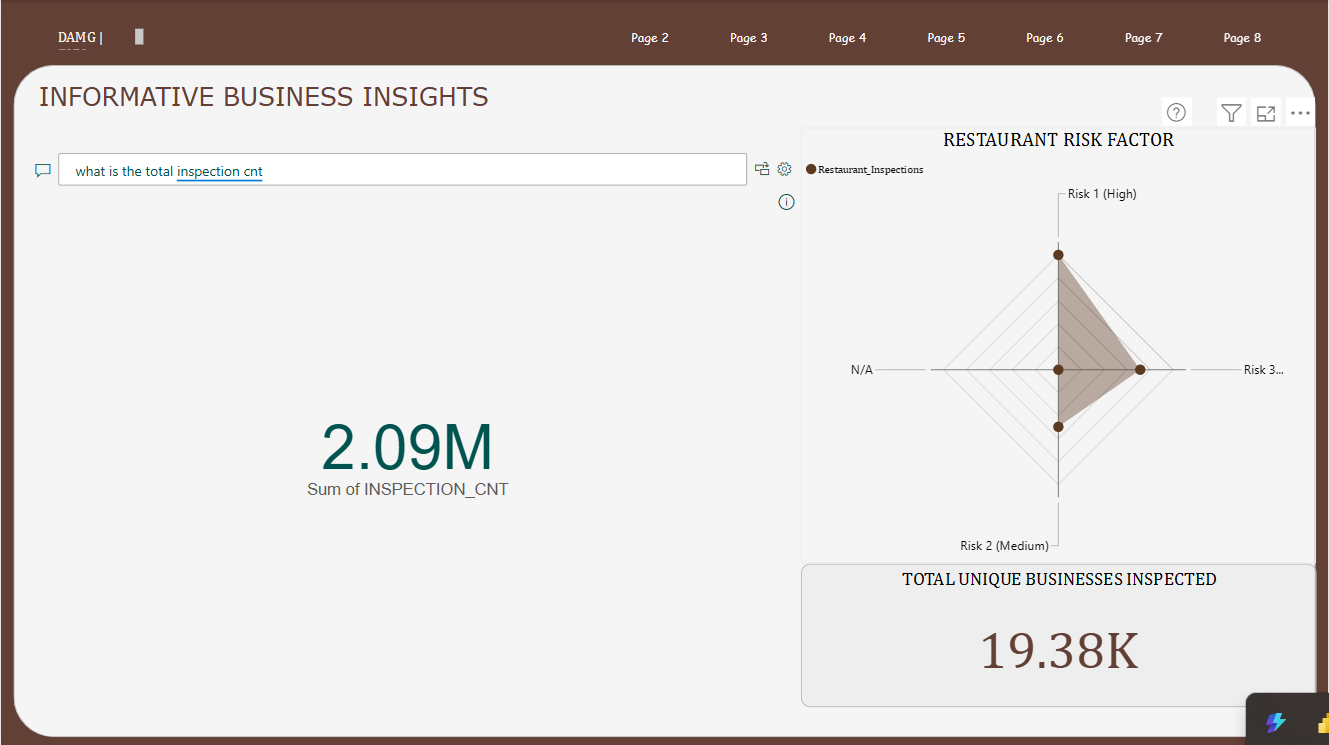 DAMG |
Page 2 Page 3 Page 4 Page 5 Page 6 Page 7 Page 8
INFORMATIVE BUSINESS INSIGHTS
what is the total inspection cnt
2.09M
Sum of INSPECTION_CNT
RESTAURANT RISK FACTOR
Restaurant_Inspections
Risk 1 (High)
N/A
Risk 3...
Risk 2 (Medium)
TOTAL UNIQUE BUSINESSES INSPECTED
19.38K